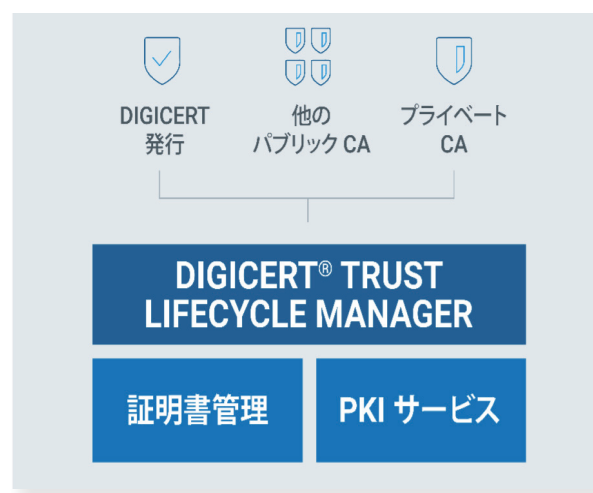 DIGICERT
発行
他の
パブリック CA
プライベート
CA
DIGICERT® TRUST
LIFECYCLE MANAGER
証明書管理
PKI サービス